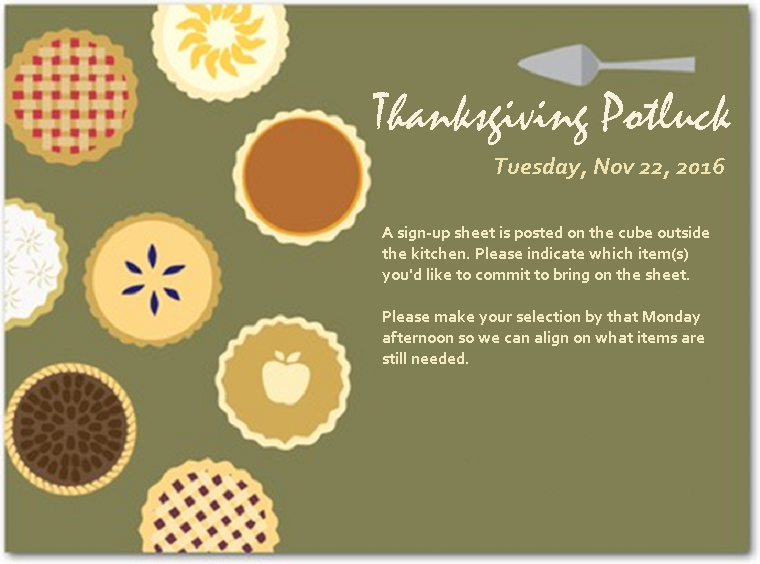 Thanksgiving Potluck
Tuesday, Nov 22, 2016
A sign-up sheet is posted on the cube outside
the kitchen. Please indicate which item(s)
you'd like to commit to bring on the sheet.
Please make your selection by that Monday
afternoon so we can align on what items are
still needed.